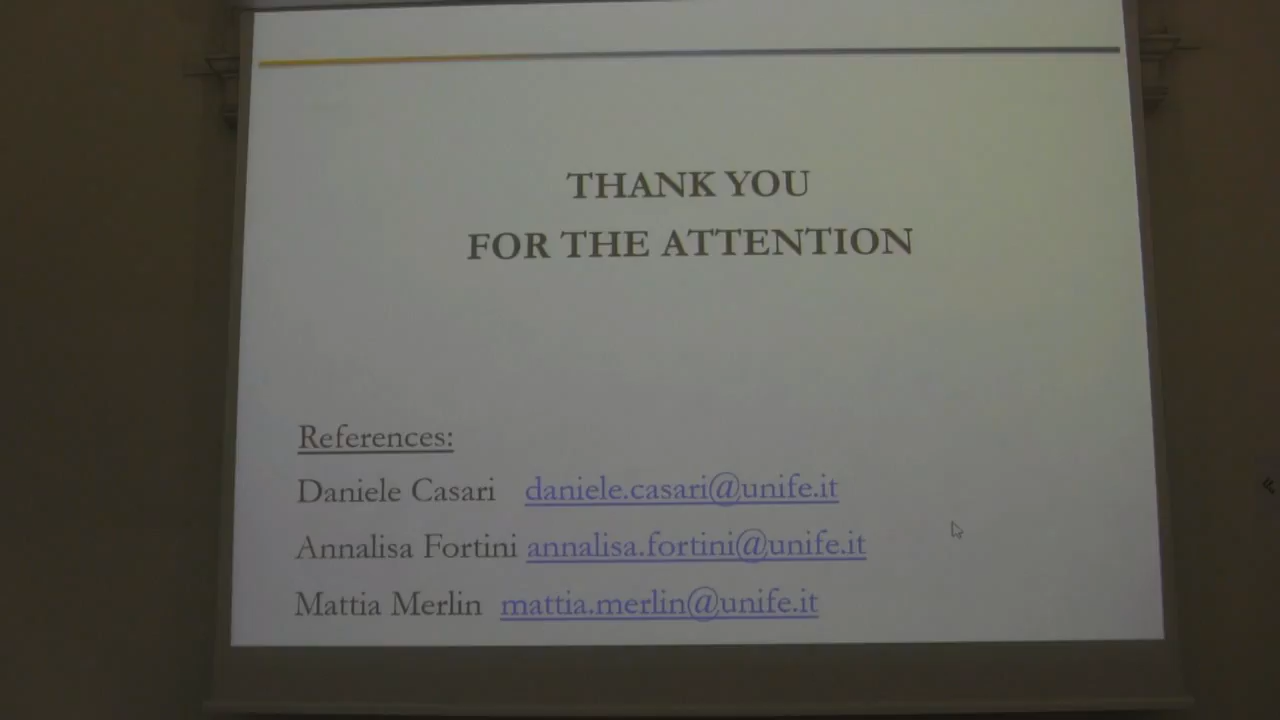 THANK YOU
FOR THE ATTENTION
References:
Daniele Casari daniele.casari@unife.it
Annalisa Fortini annalisa.fortini@unife.it
Mattia Merlin mattia.merlin@unife.it